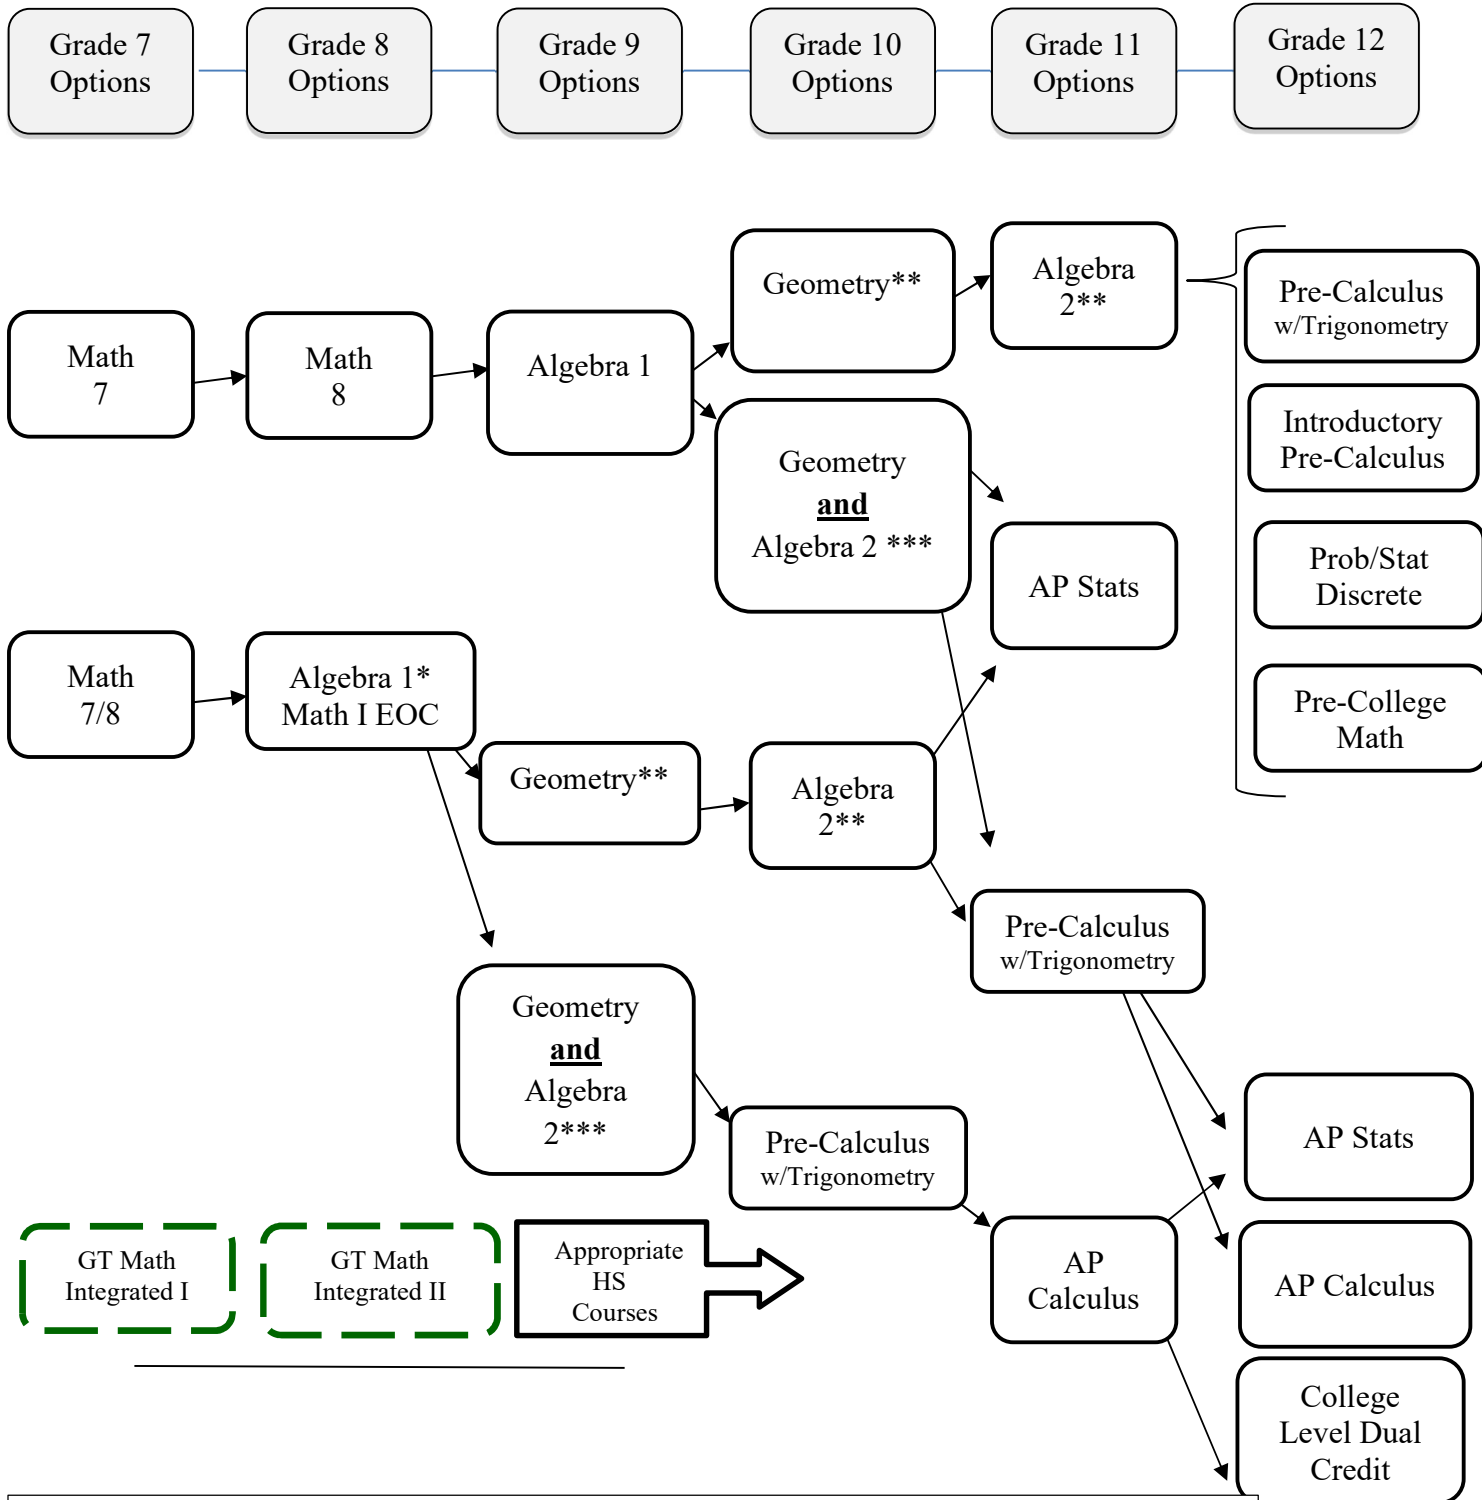 Grade 7
Options
Grade 8
Options
Grade 9
Options
Grade 10
Options
Grade 11
Options
Grade 12
Options
Math
7
Math
8
Algebra 1
Geometry**
Algebra
2**
Pre-Calculus
w/Trigonometry
Introductory
Pre-Calculus
Prob/Stat
Discrete
Pre-College
Math
Geometry
and
Algebra 2 ***
AP Stats
Math
7/8
Algebra 1*
Math I EOC
Geometry**
Algebra
2**
Pre-Calculus
w/Trigonometry
Geometry
and
Algebra
2***
Pre-Calculus
w/Trigonometry
AP
Calculus
AP Stats
AP Calculus
College
Level Dual
Credit
GT Math
Integrated I
GT Math
Integrated II
Appropriate
HS
Courses